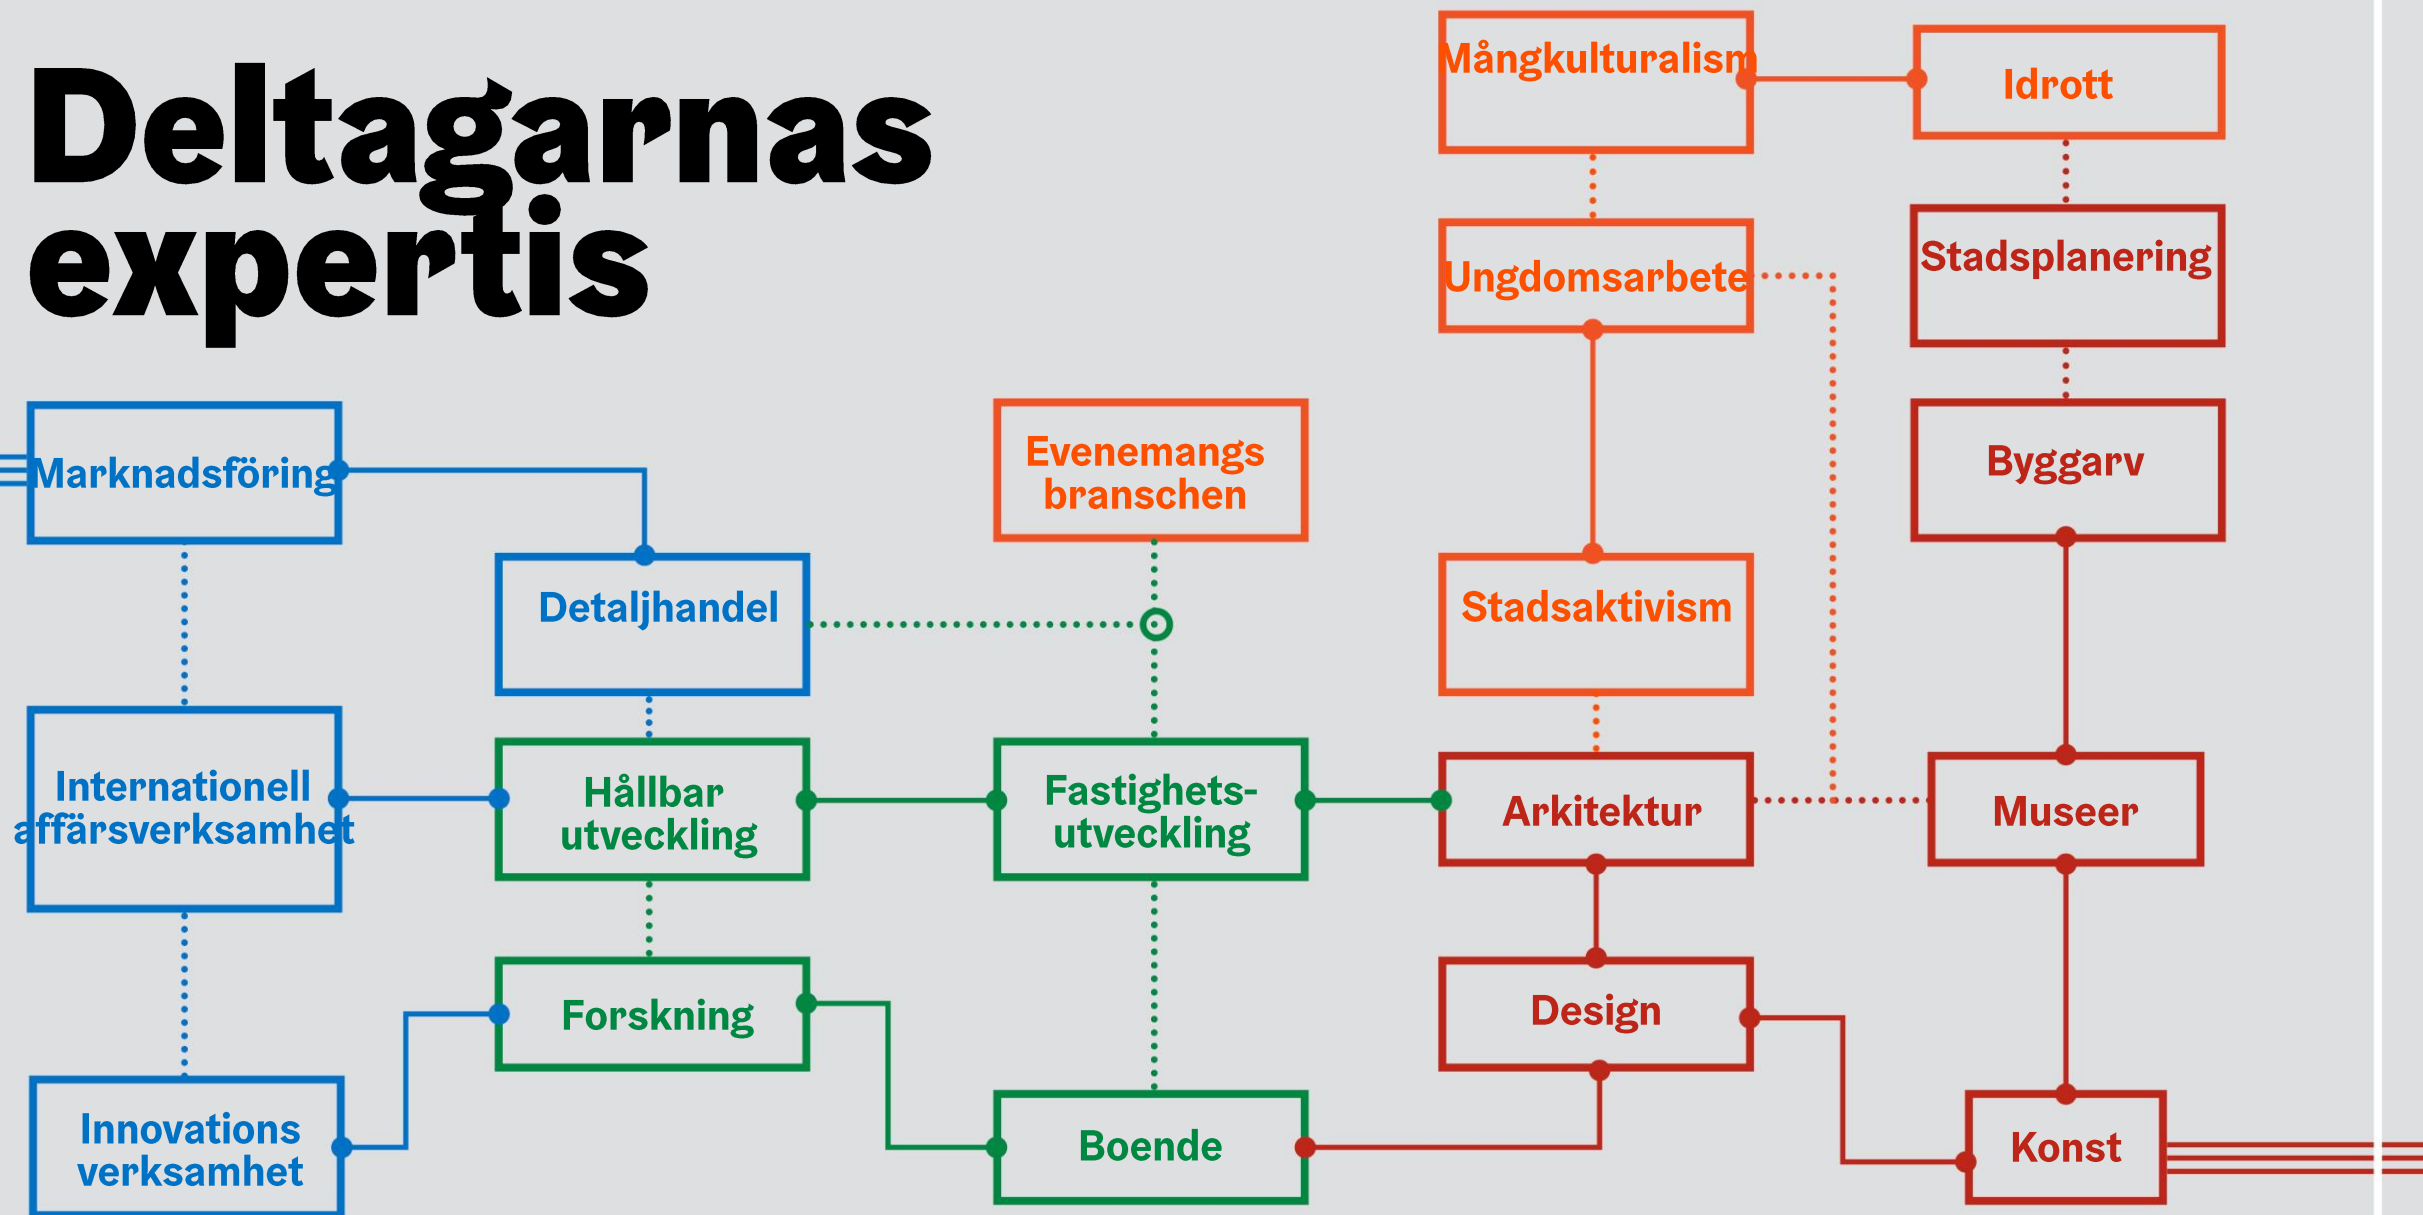 Deltagarnas
expertis
Mångkulturalism
Idrott
Ungdomsarbete
Stadsplanering
Marknadsföring
Evenemangs
branschen
Byggarv
Detaljhandel
Stadsaktivism
Internationell
affärsverksamhet
Hållbar
utveckling
Fastighets-
utveckling
Arkitektur
Museer
Forskning
Design
Innovations
verksamhet
Boende
Konst